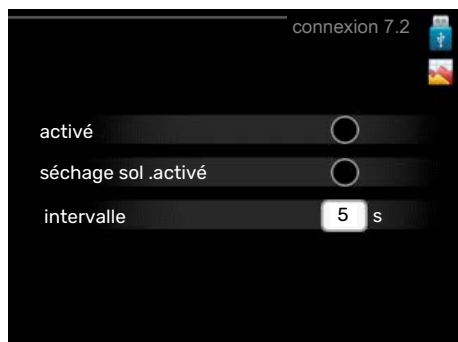 connexion 7.2
activé
séchage sol .activé
intervalle 5 s